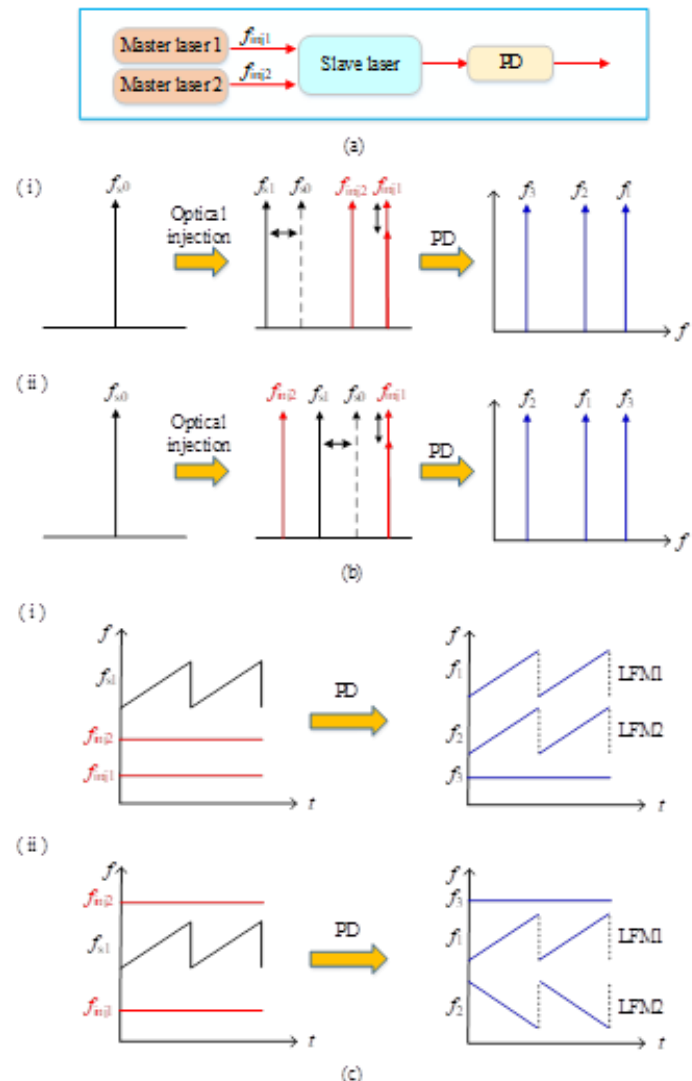 Master laser 1
f_inj1
Master laser 2
f_inj2
Slave laser
PD
(a)
(i)
f_s0
Optical
injection
f_s1 f_s0 f_inj2 f_inj1
PD
f_3 f_2 f_1
f
(ii)
f_s0
Optical
injection
f_inj2 f_s1 f_s0 f_inj1
PD
f_2 f_1 f_3
f
(b)
(i)
f
f_s1
f_inj2
f_inj1
t
PD
f
f_1
LFM1
f_2
LFM2
f_3
t
(ii)
f
f_inj2
f_s1
f_inj1
t
PD
f
f_3
f_1
LFM1
f_2
LFM2
t
(c)